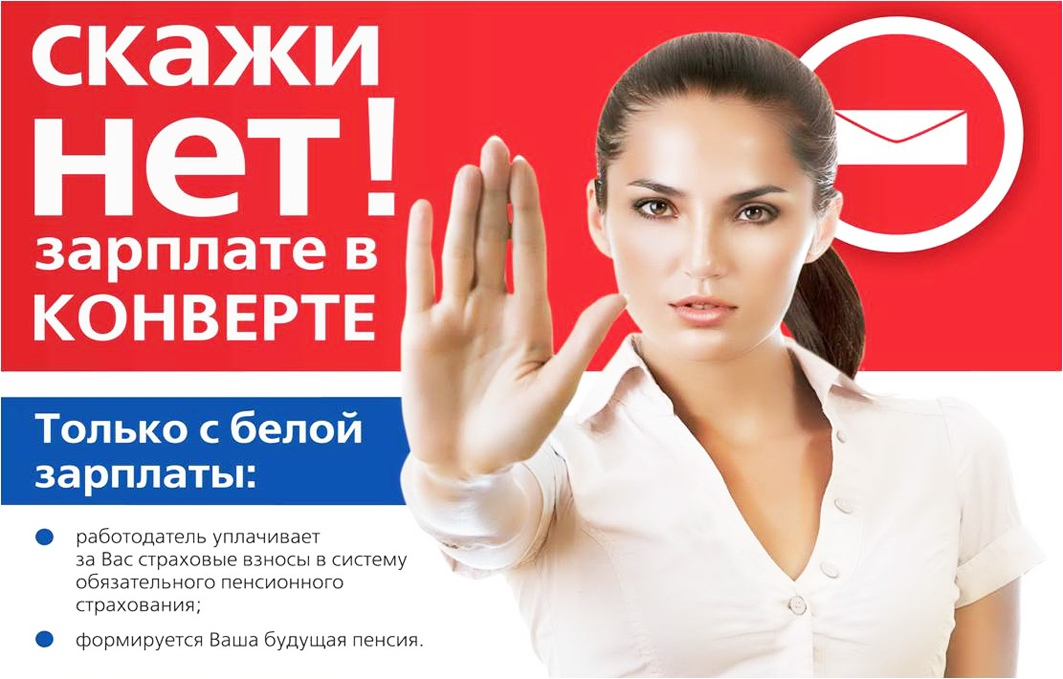 скажи
нет!
зарплате в
КОНВЕРТЕ
Только с белой
зарплаты:
работодатель уплачивает
за Вас страховые взносы в систему
обязательного пенсионного
страхования;
формируется Ваша будущая пенсия.